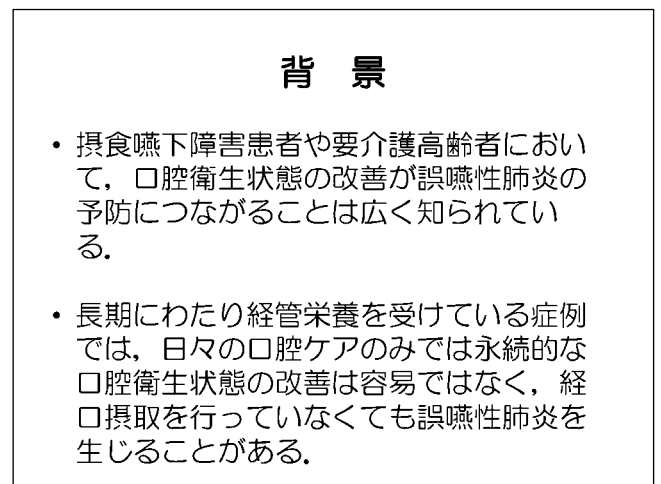 背　景
・摂食嚥下障害患者や要介護高齢者におい
て，口腔衛生状態の改善が誤嚥性肺炎の
予防につながることは広く知られてい
る．
・長期にわたり経管栄養を受けている症例
では，日々の口腔ケアのみでは永続的な
口腔衛生状態の改善は容易ではなく，経
口摂取を行っていなくても誤嚥性肺炎を
生じることがある．